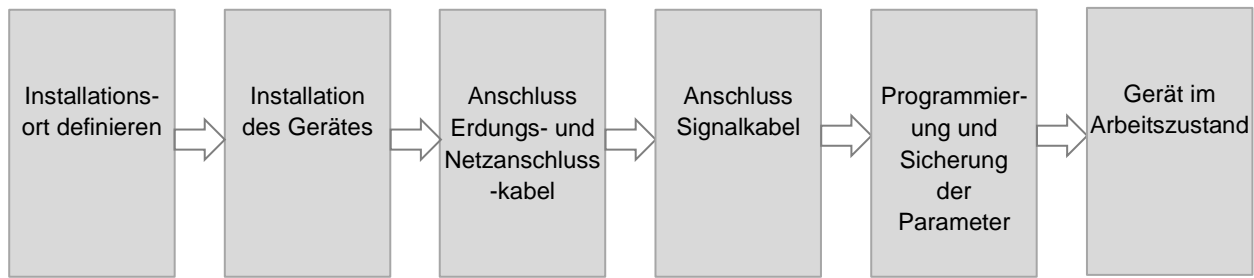 Installations-
ort definieren
Installation
des Gerätes
Anschluss
Erdungs- und
Netzanschluss
-kabel
Anschluss
Signalkabel
Programmier-
ung und
Sicherung
der
Parameter
Gerät im
Arbeitszustand